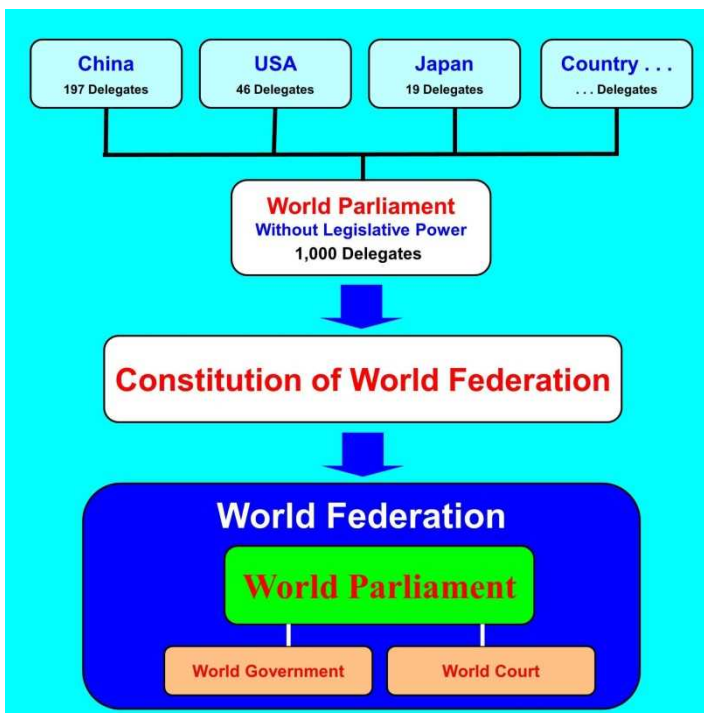 China
197 Delegates
USA
46 Delegates
Japan
19 Delegates
Country . . .
. . . Delegates
World Parliament
Without Legislative Power
1,000 Delegates
Constitution of World Federation
World Federation
World Parliament
World Government
World Court